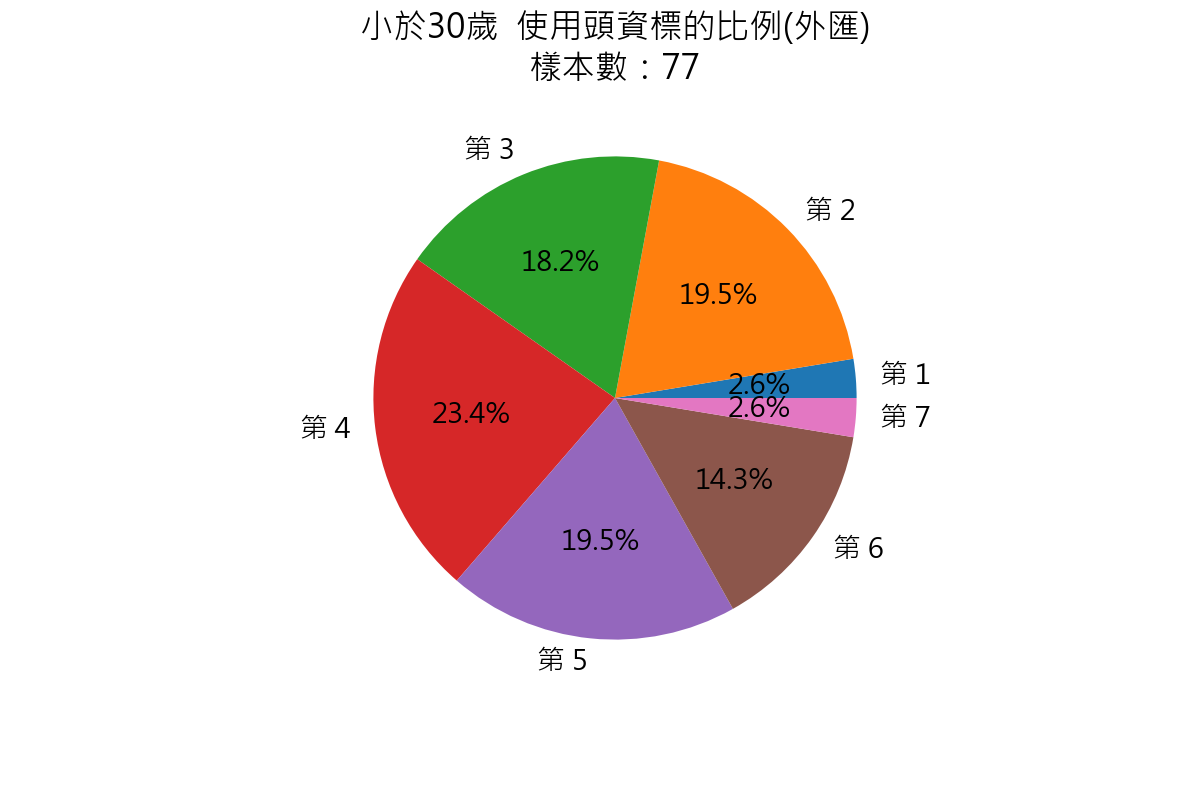 小於30歲 使用頭資標的比例(外匯)
樣本數：77
第 3
第 2
18.2%
19.5%
第 1
2.6%
2.6%
第 7
23.4%
第 4
14.3%
19.5%
第 6
第 5